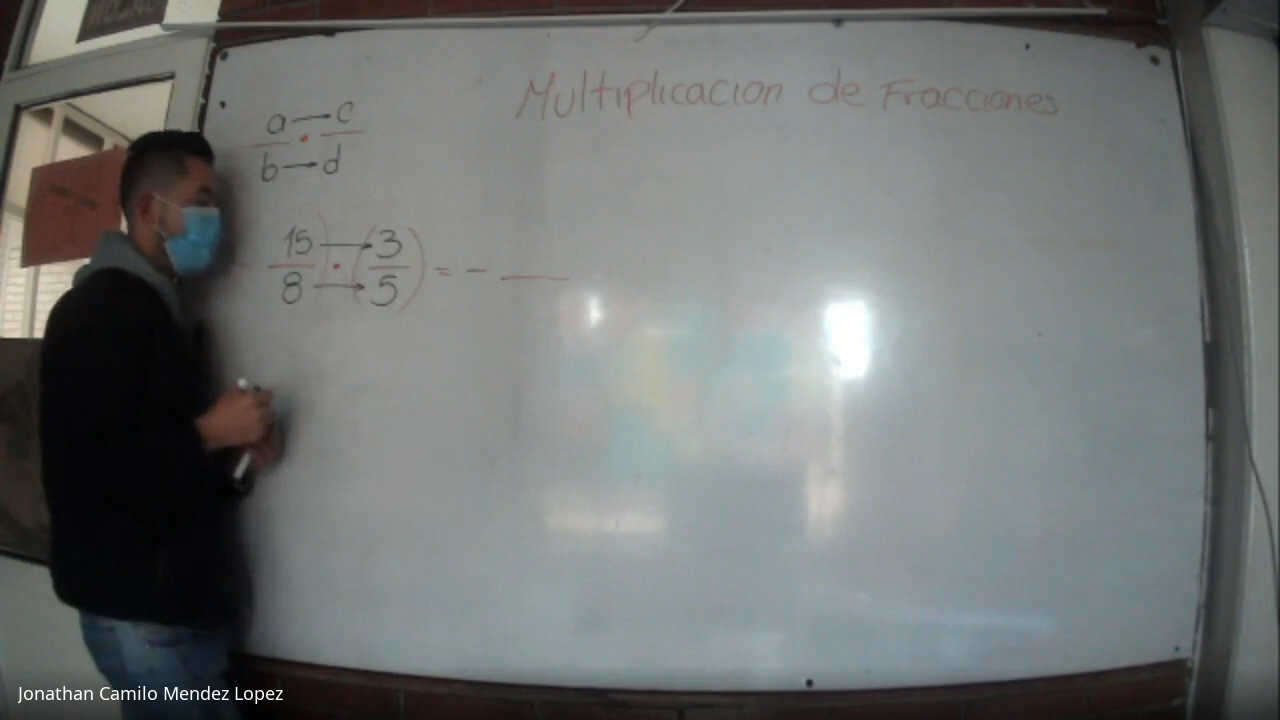 Multiplicacion de Fracciones
a → c
— · —
b → d
15 → 3
— ) · ( — ) = - —
8 → 5
Jonathan Camilo Mendez Lopez